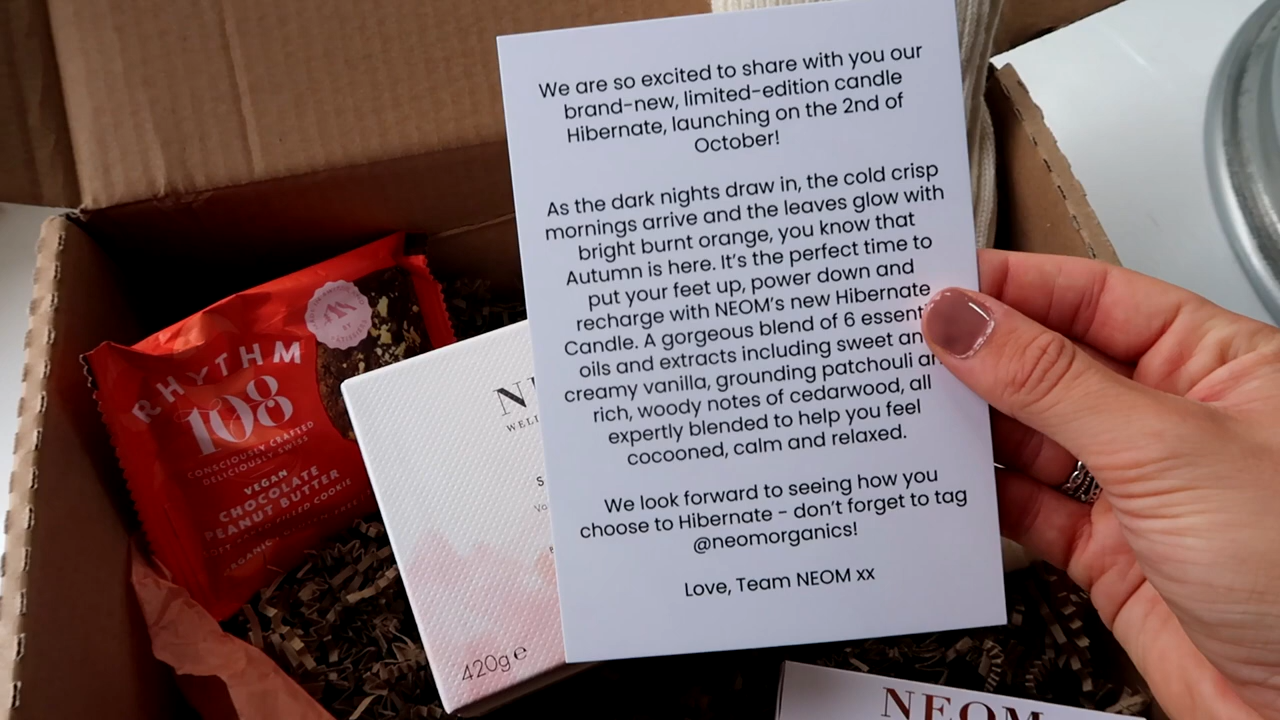 We are so excited to share with you our
brand-new, limited-edition candle
Hibernate, launching on the 2nd of
October!
As the dark nights draw in, the cold crisp
mornings arrive and the leaves glow with
bright burnt orange, you know that
Autumn is here. It's the perfect time to
put your feet up, power down and
recharge with NEOM's new Hibernate
Candle. A gorgeous blend of 6
oils and extracts including sweet
creamy vanilla, grounding patchouli
rich, woody notes of cedarwood, all
expertly blended to help you feel
cocooned, calm and relaxed.
We look forward to seeing how you
choose to Hibernate - don't forget to tag
@neomorganics!
Love, Team NEOM xx
RHYTHM
108
CONSCIOUSLY CRAFTED
DELICIOUSLY SWISS
VEGAN
CHOCOLATE
PEANUT BUTTER
COOKIE
ORGANIC
420g e
NEOM